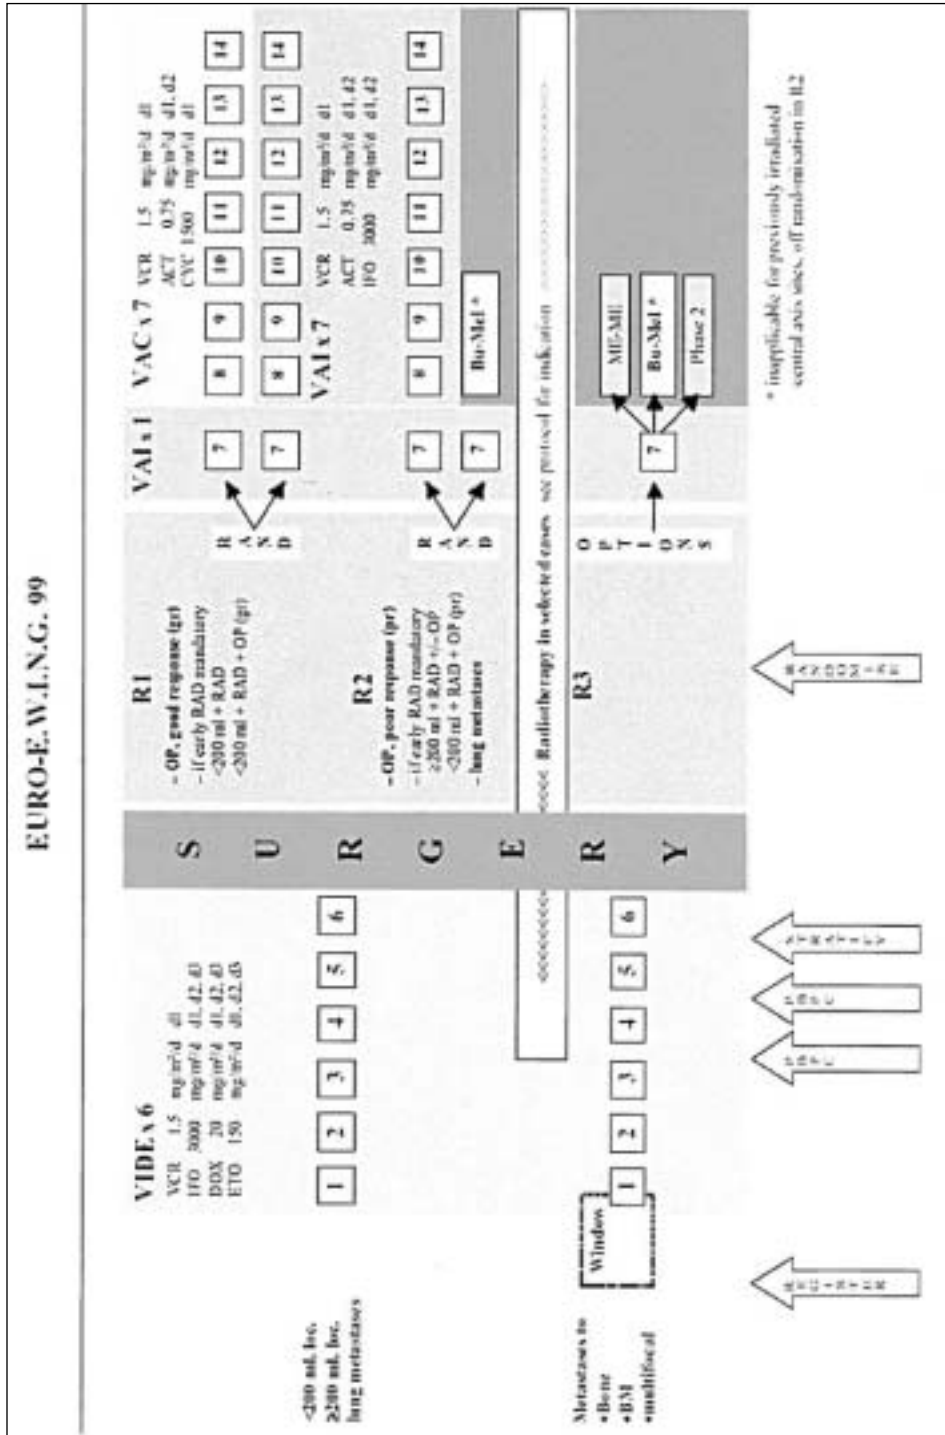 EURO-E.W.I.N.G. 99
VIDE x 6
VCR 1.5 mg/m²/d d1
IFO 3000 mg/m²/d d1, d2, d3
DOX 20 mg/m²/d d1, d2, d3
ETO 150 mg/m²/d d1, d2, d3
<200 ml, loc.
≥200 ml, loc.
lung metastases
1 2 3 4 5 6
Metastases to
•Bone
•BM
•multifocal
Window
1 2 3 4 5 6
S U R G E R Y
R1
– OP, good response (gr)
– if early RAD mandatory
<200 ml + RAD
<200 ml + RAD + OP (gr)
R A N D
R2
– OP, poor response (pr)
– if early RAD mandatory
≥200 ml + RAD +/– OP
<200 ml + RAD + OP (pr)
– lung metastases
R A N D
<<<< Radiotherapy in selected cases see protocol for indication
R3
O P T I O N S
VAI x 1
VAC x 7
VCR 1.5 mg/m²/d d1
ACT 0.75 mg/m²/d d1, d2
CYC 1500 mg/m²/d d1
7 8 9 10 11 12 13 14
7 8 9 10 11 12 13 14
VAI x 7
VCR 1.5 mg/m²/d d1
ACT 0.75 mg/m²/d d1, d2
IFO 3000 mg/m²/d d1, d2
7 8 9 10 11 12 13 14
7 Bu-Mel *
7
ME-ME
Bu-Mel *
Phase 2
* inapplicable for previously irradiated
central axis sites, off randomisation in R2
REGISTER
PBPC
PBPC
STRATIFY
RANDOMISE